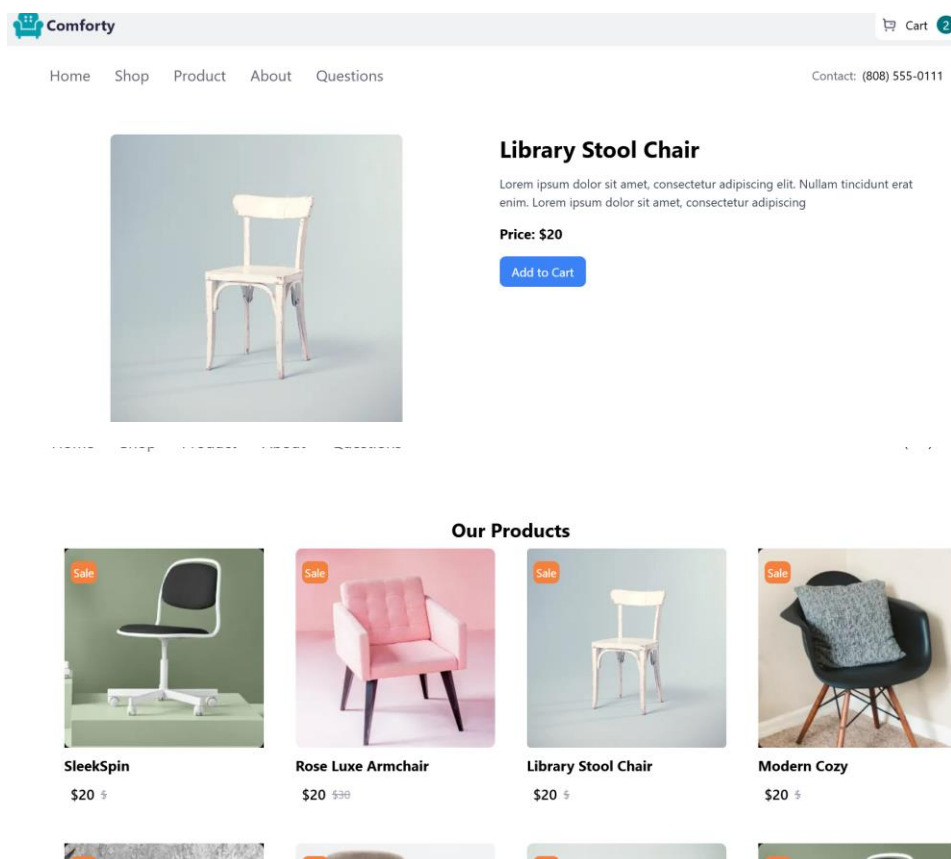 Comforty
Cart 2
Home Shop Product About Questions
Contact: (808) 555-0111
Library Stool Chair
Lorem ipsum dolor sit amet, consectetur adipiscing elit. Nullam tincidunt erat
enim. Lorem ipsum dolor sit amet, consectetur adipiscing
Price: $20
Add to Cart
Our Products
Sale Sale Sale Sale
SleekSpin Rose Luxe Armchair Library Stool Chair Modern Cozy
$20 $ $20 $30 $20 $ $20 $